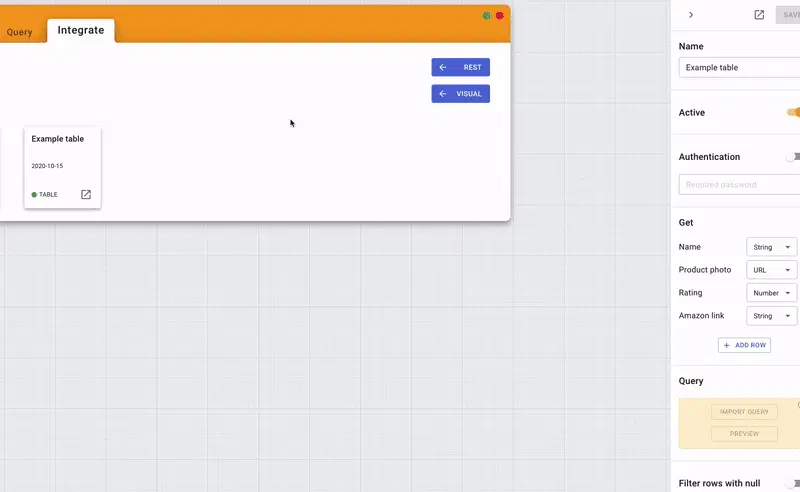 Query
Integrate
REST
VISUAL
Example table
2020-10-15
TABLE
SAVE
Name
Example table
Active
Authentication
Required password
Get
Name String
Product photo URL
Rating Number
Amazon link String
ADD ROW
Query
IMPORT QUERY
PREVIEW
Filter rows with null